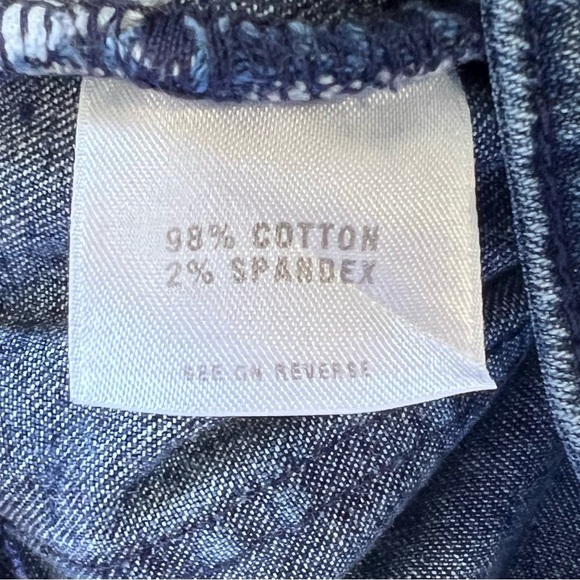 98% COTTON
2% SPANDEX
SEE ON REVERSE